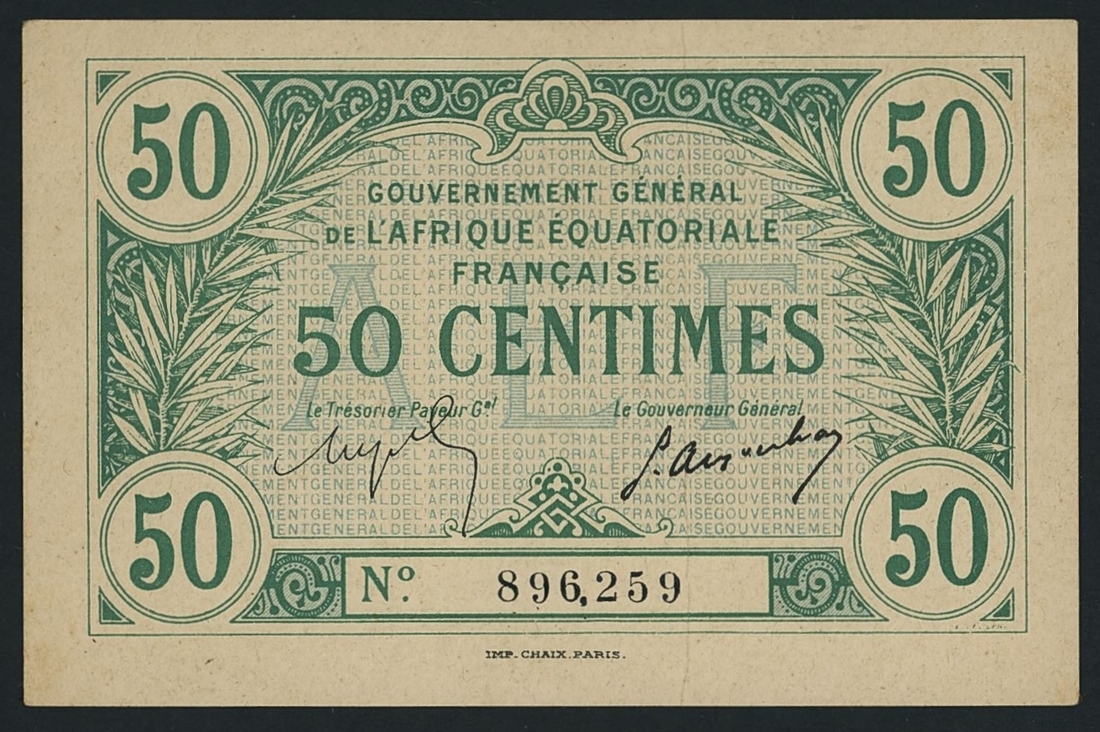 50 50
GOUVERNEMENT GÉNÉRAL
DE L'AFRIQUE ÉQUATORIALE
FRANÇAISE
A E F
50 CENTIMES
Le Trésorier Payeur Gᵃˡ Le Gouverneur Général
50 50
Nº. 896,259
IMP. CHAIX. PARIS.